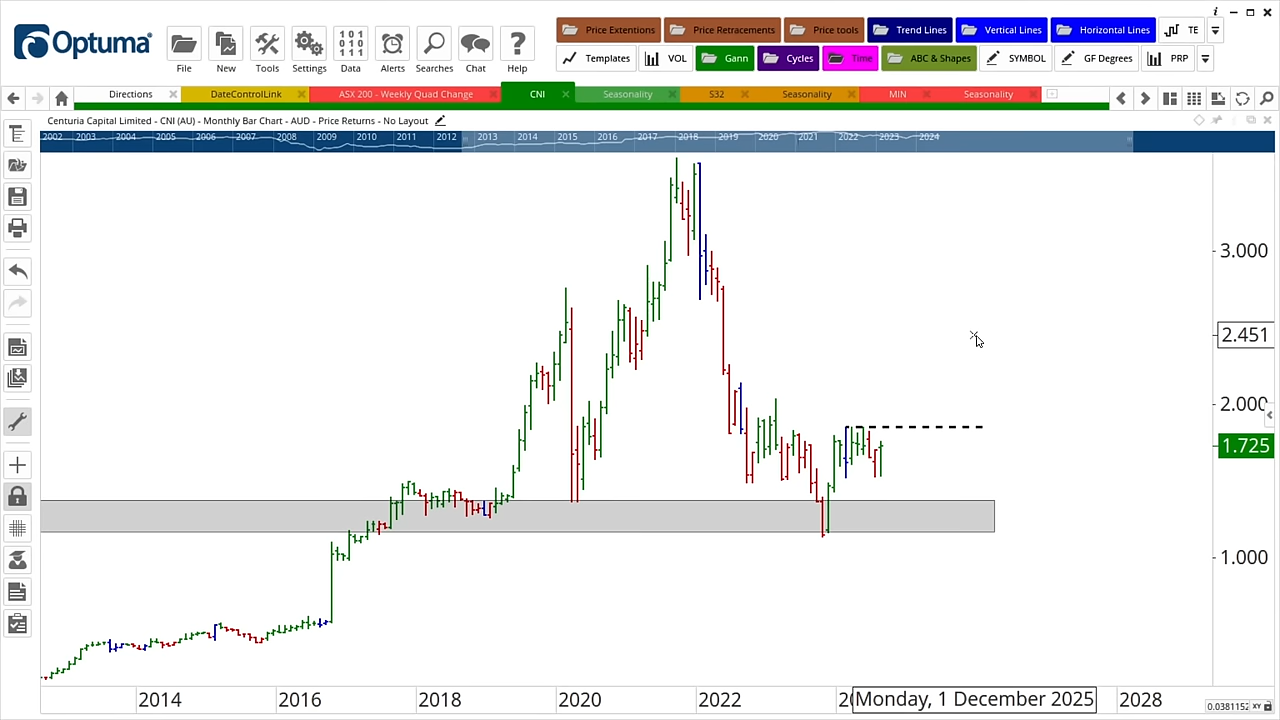 i
Optuma
File
New
Tools
Settings
Data
Alerts
Searches
Chat
Help
Price Extentions
Price Retracements
Price tools
Trend Lines
Vertical Lines
Horizontal Lines
TE
Templates
VOL
Gann
Cycles
Time
ABC & Shapes
SYMBOL
GF Degrees
PRP
Directions
DateControlLink
ASX 200 - Weekly Quad Change
CNI
Seasonality
S32
Seasonality
MIN
Seasonality
Centuria Capital Limited - CNI (AU) - Monthly Bar Chart - AUD - Price Returns - No Layout
2002 2003 2004 2005 2006 2007 2008 2009 2010 2011 2012 2013 2014 2015 2016 2017 2018 2019 2020 2021 2022 2023 2024
3.000
2.451
2.000
1.725
1.000
2014 2016 2018 2020 2022 Monday, 1 December 2025 2028
XY